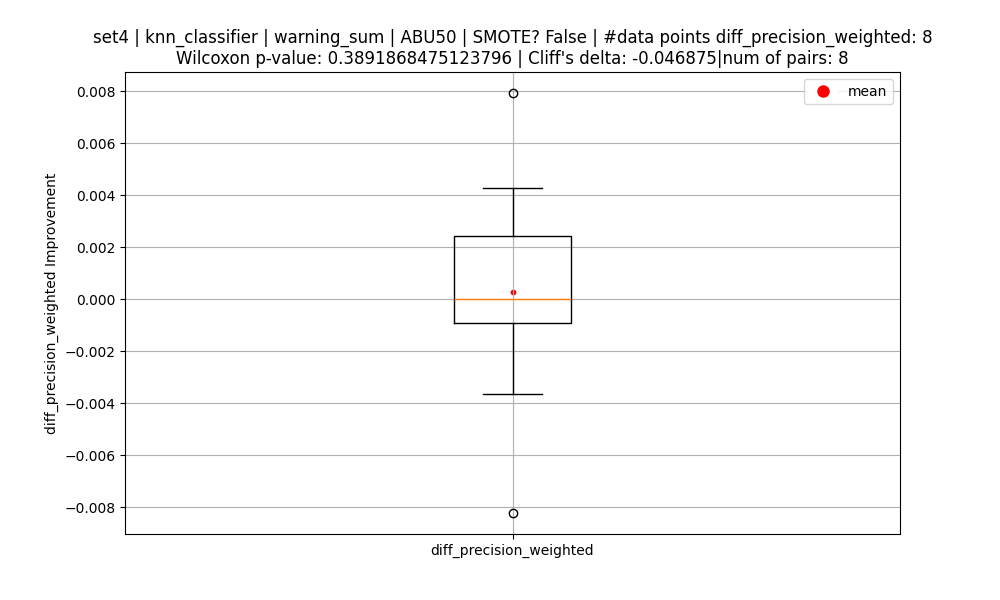 set4 | knn_classifier | warning_sum | ABU50 | SMOTE? False | #data points diff_precision_weighted: 8
Wilcoxon p-value: 0.3891868475123796 | Cliff's delta: -0.046875|num of pairs: 8
mean
0.008
0.006
0.004
0.002
0.000
−0.002
−0.004
−0.006
−0.008
diff_precision_weighted Improvement
diff_precision_weighted